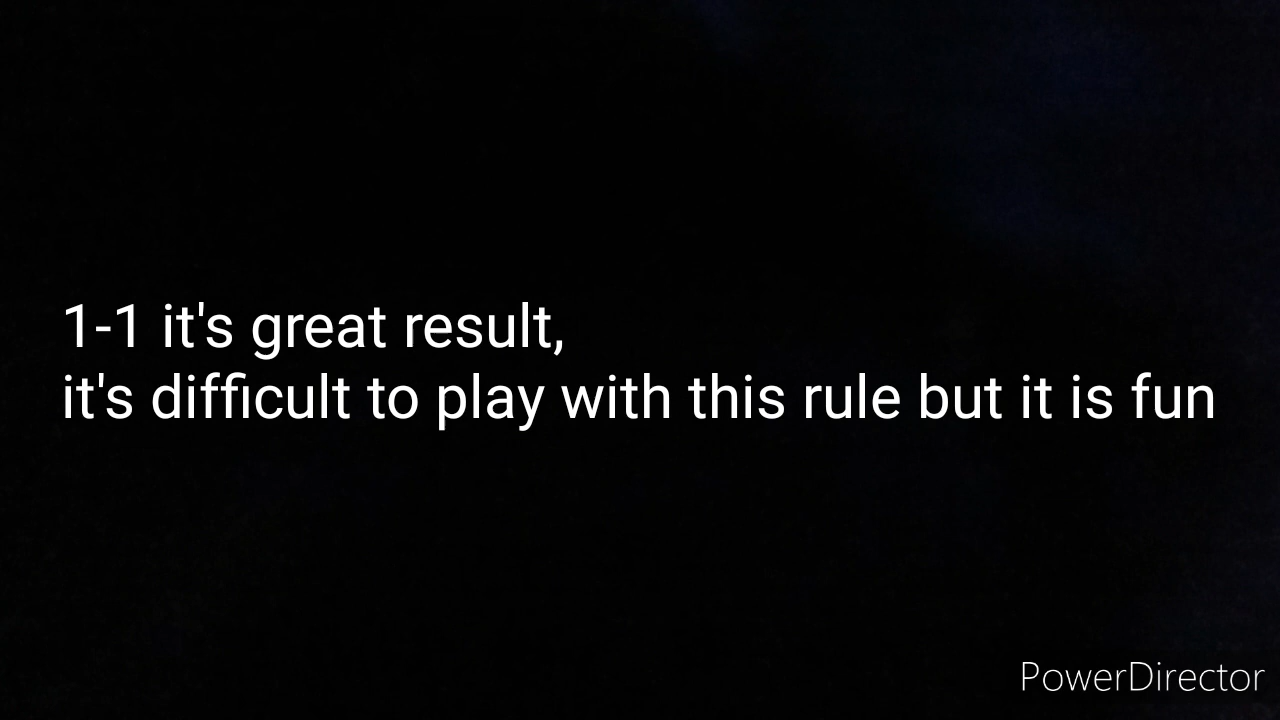 1-1 it's great result,
it's difficult to play with this rule but it is fun
PowerDirector